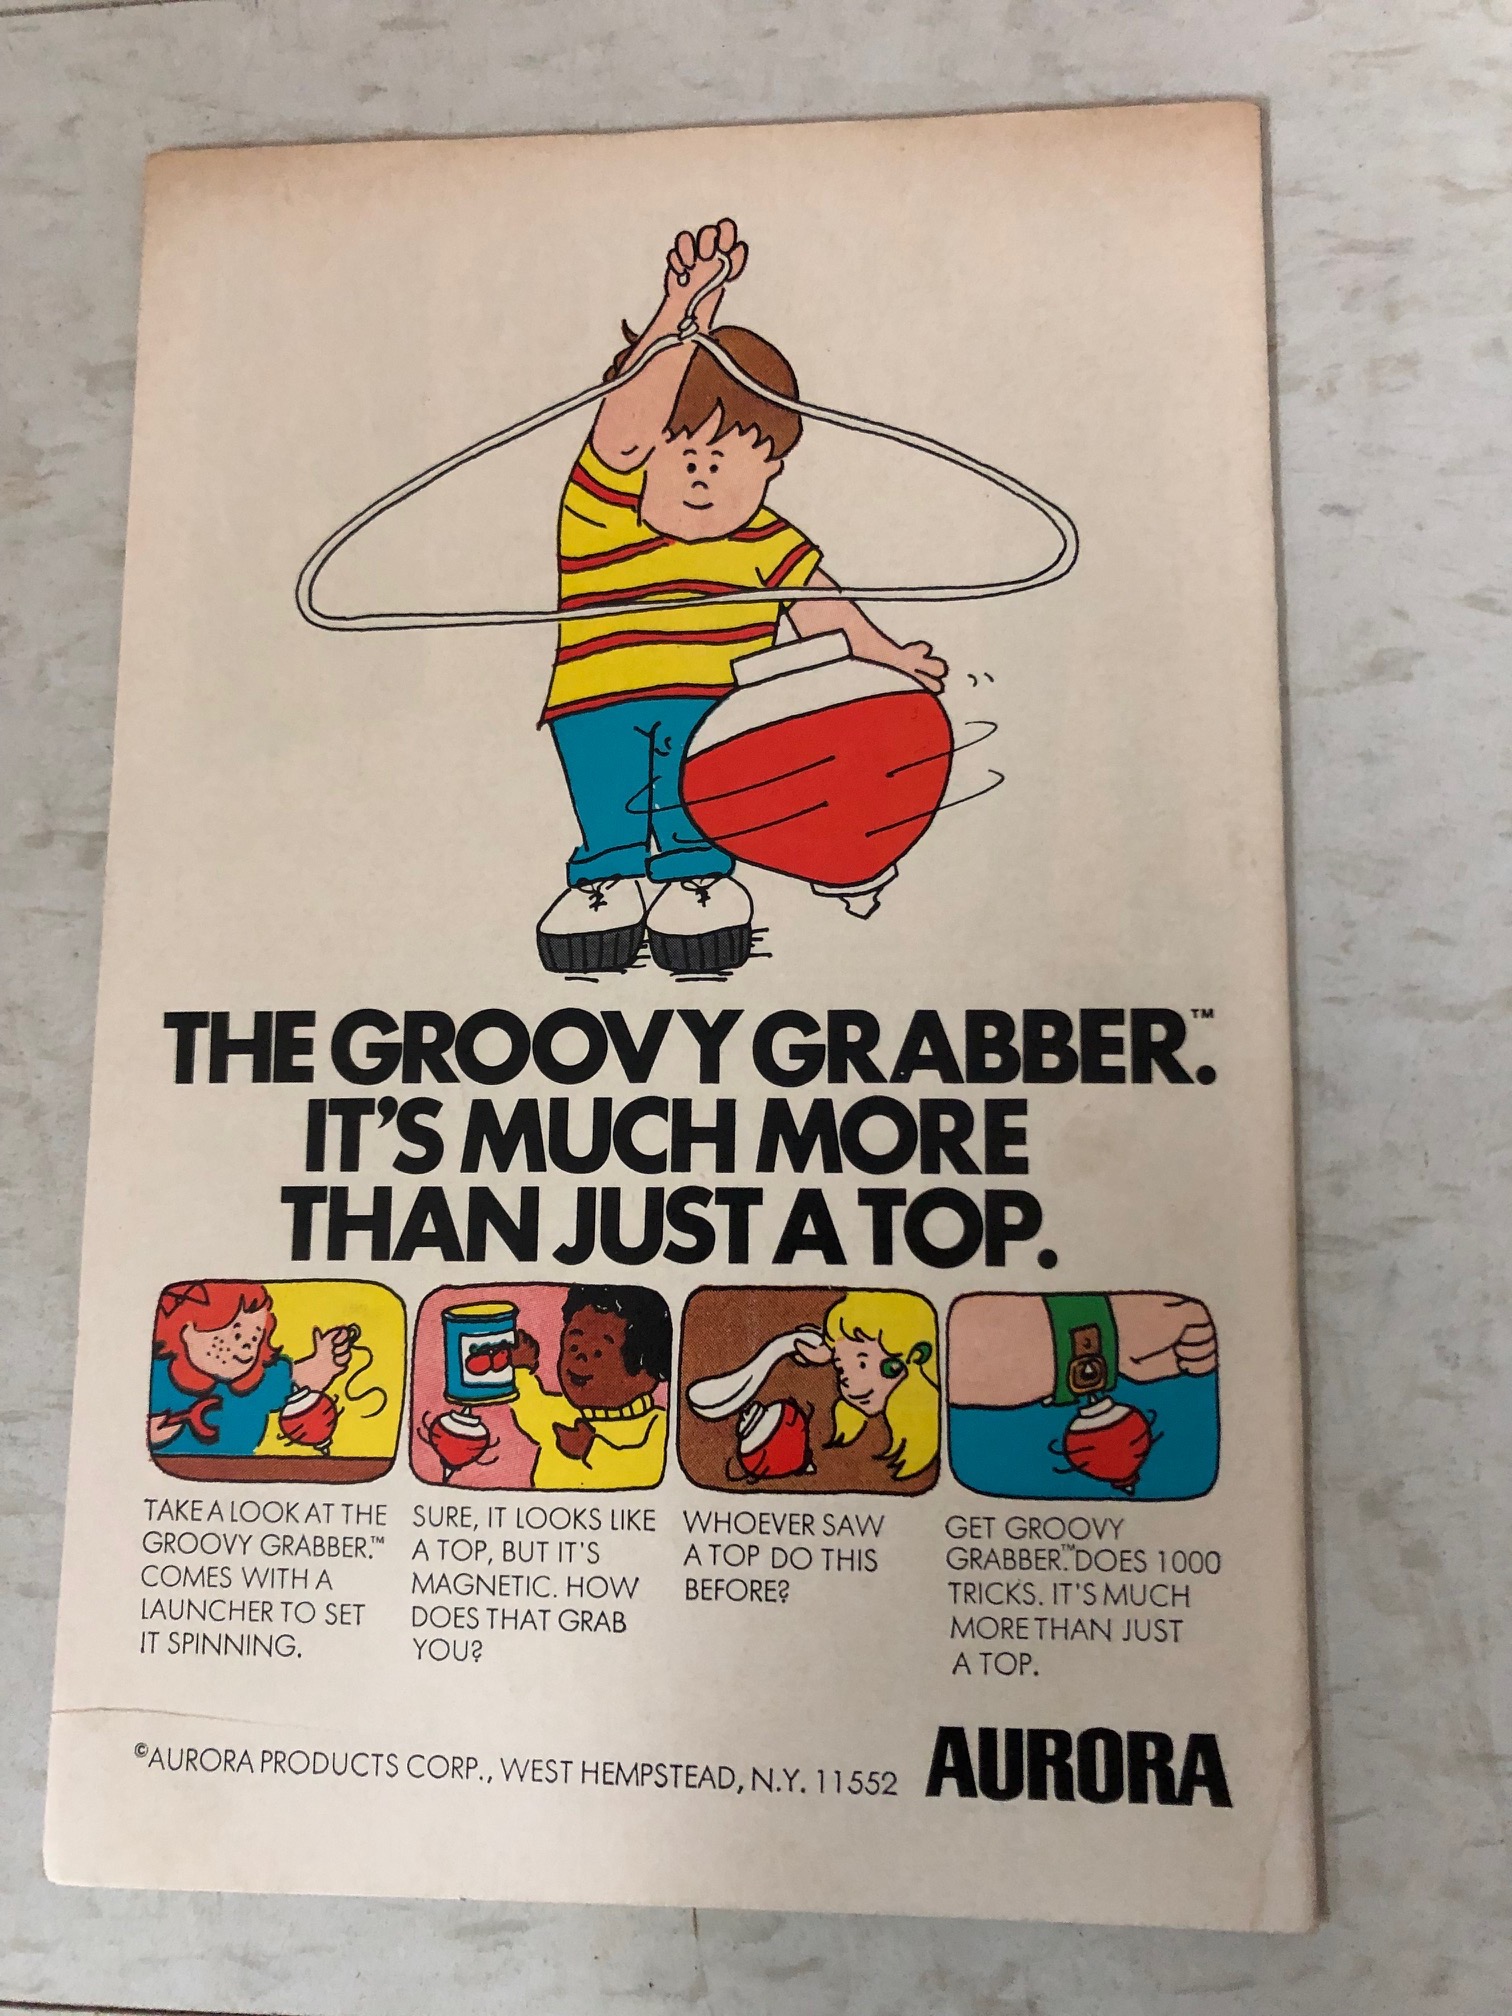 THE GROOVY GRABBER.™
IT'S MUCH MORE
THAN JUST A TOP.
TAKE A LOOK AT THE
GROOVY GRABBER.™
COMES WITH A
LAUNCHER TO SET
IT SPINNING.
SURE, IT LOOKS LIKE
A TOP, BUT IT'S
MAGNETIC. HOW
DOES THAT GRAB
YOU?
WHOEVER SAW
A TOP DO THIS
BEFORE?
GET GROOVY
GRABBER.™ DOES 1000
TRICKS. IT'S MUCH
MORE THAN JUST
A TOP.
©AURORA PRODUCTS CORP., WEST HEMPSTEAD, N.Y. 11552
AURORA